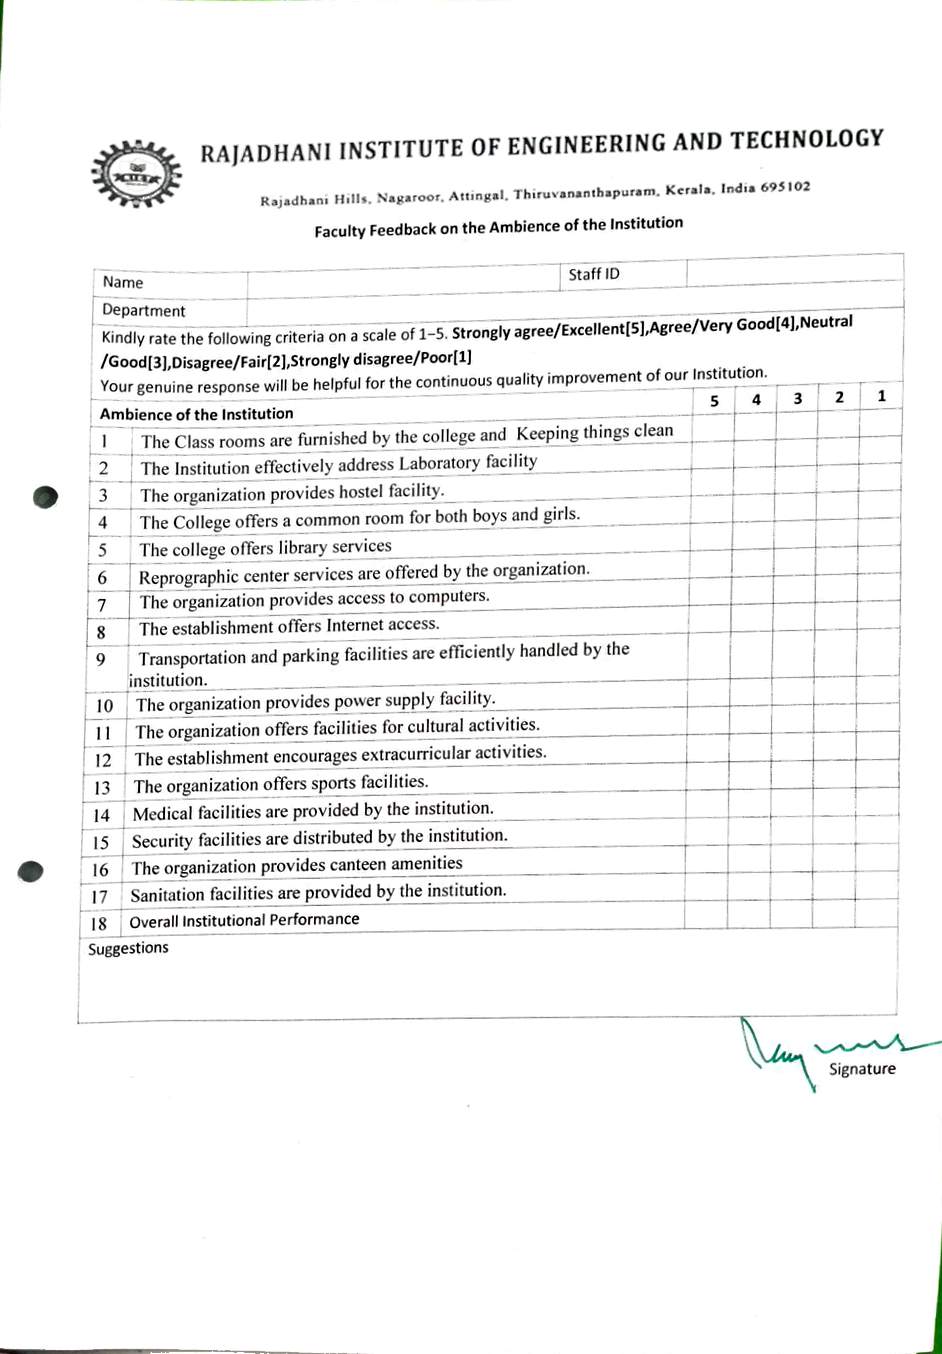 RAJADHANI INSTITUTE OF ENGINEERING AND TECHNOLOGY
Rajadhani Hills, Nagaroor, Attingal, Thiruvananthapuram, Kerala, India 695102
Faculty Feedback on the Ambience of the Institution
Name Staff ID
Department
Kindly rate the following criteria on a scale of 1–5. Strongly agree/Excellent[5],Agree/Very Good[4],Neutral
/Good[3],Disagree/Fair[2],Strongly disagree/Poor[1]
Your genuine response will be helpful for the continuous quality improvement of our Institution.
Ambience of the Institution 5 4 3 2 1
1 The Class rooms are furnished by the college and Keeping things clean
2 The Institution effectively address Laboratory facility
3 The organization provides hostel facility.
4 The College offers a common room for both boys and girls.
5 The college offers library services
6 Reprographic center services are offered by the organization.
7 The organization provides access to computers.
8 The establishment offers Internet access.
9 Transportation and parking facilities are efficiently handled by the
institution.
10 The organization provides power supply facility.
11 The organization offers facilities for cultural activities.
12 The establishment encourages extracurricular activities.
13 The organization offers sports facilities.
14 Medical facilities are provided by the institution.
15 Security facilities are distributed by the institution.
16 The organization provides canteen amenities
17 Sanitation facilities are provided by the institution.
18 Overall Institutional Performance
Suggestions
Signature